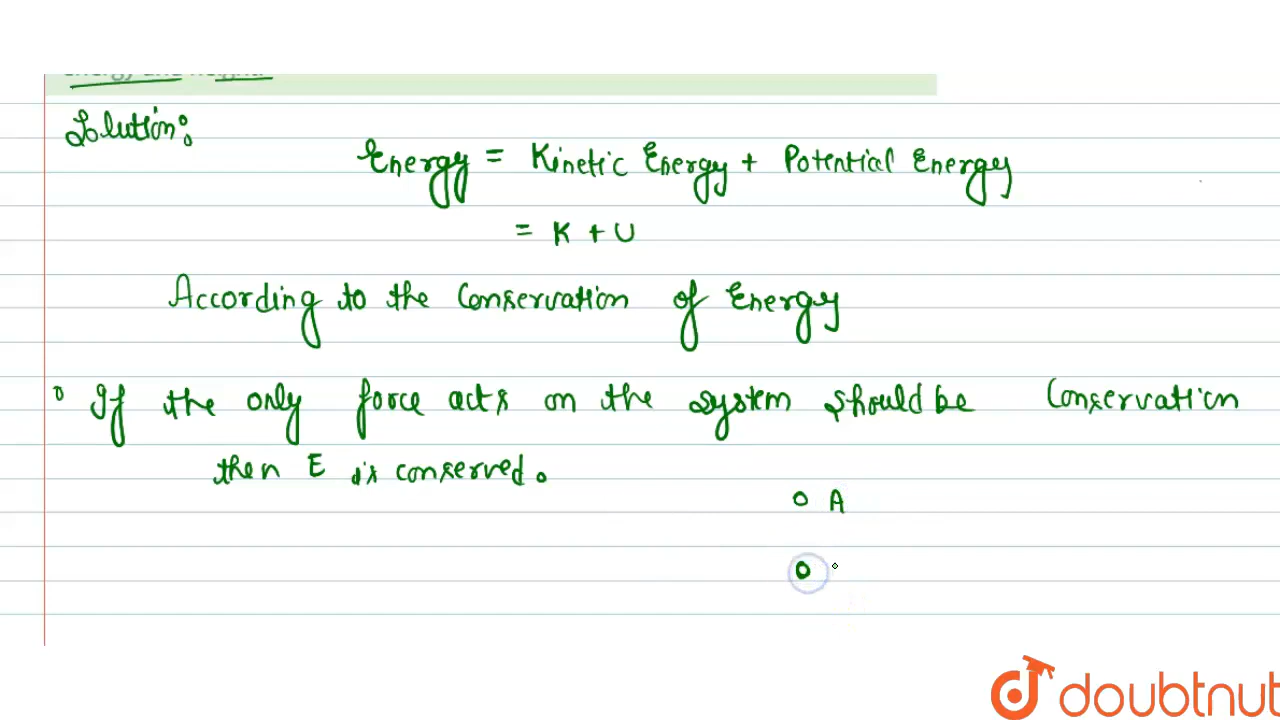 Solution:
Energy = Kinetic Energy + Potential Energy
= K + U
According to the Conservation of Energy
If the only force acts on the system should be Conservation
then E is conserved.
A
doubtnut